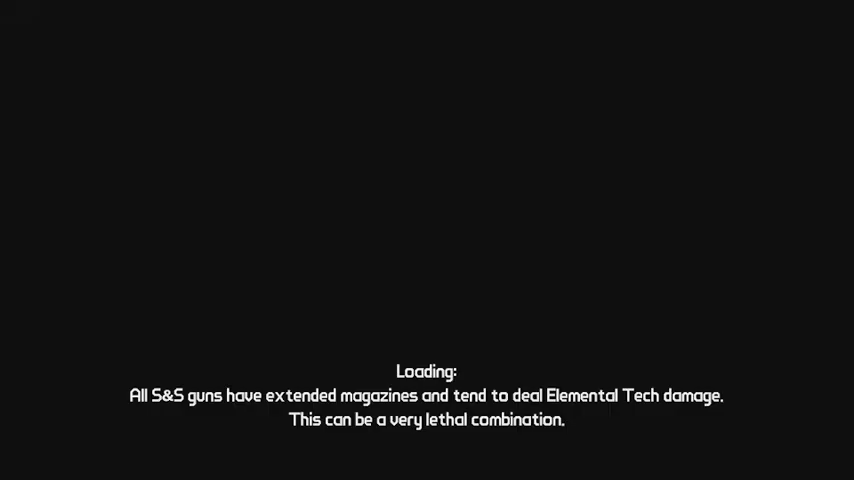 Loading:
All S&S guns have extended magazines and tend to deal Elemental Tech damage.
This can be a very lethal combination.